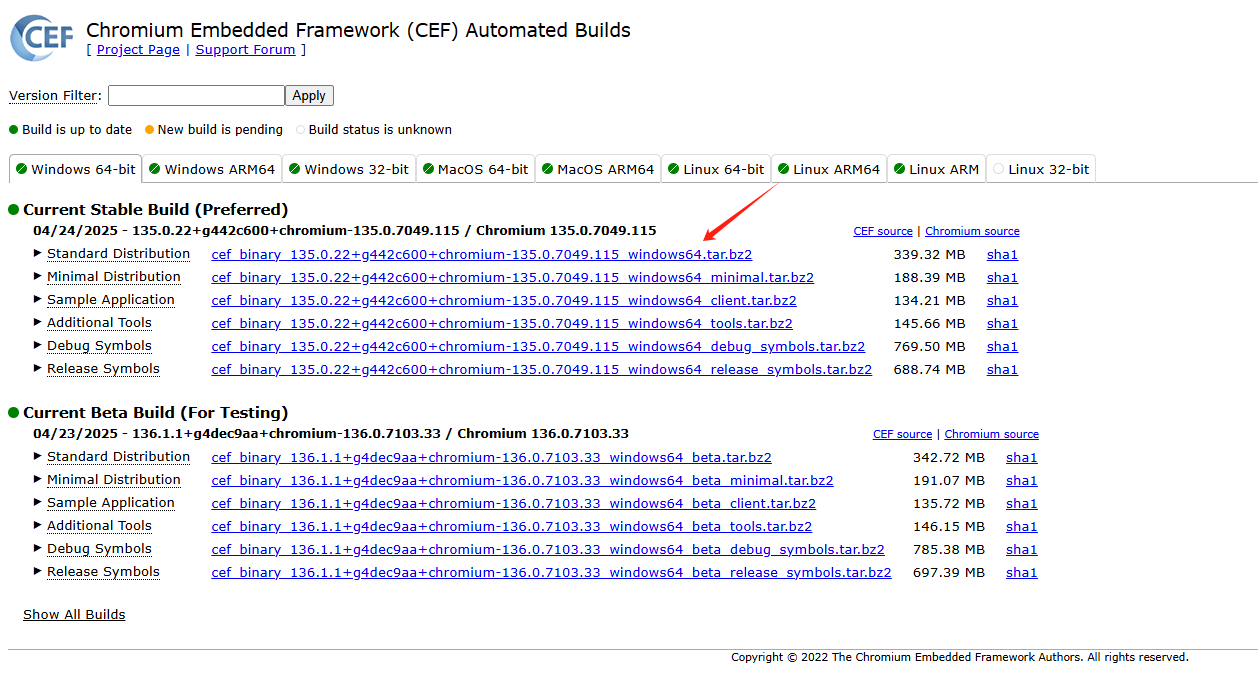 CEF
Chromium Embedded Framework (CEF) Automated Builds
[ Project Page | Support Forum ]
Version Filter: Apply
Build is up to date New build is pending Build status is unknown
Windows 64-bit Windows ARM64 Windows 32-bit MacOS 64-bit MacOS ARM64 Linux 64-bit Linux ARM64 Linux ARM Linux 32-bit
Current Stable Build (Preferred)
04/24/2025 - 135.0.22+g442c600+chromium-135.0.7049.115 / Chromium 135.0.7049.115 CEF source | Chromium source
Standard Distribution cef_binary_135.0.22+g442c600+chromium-135.0.7049.115_windows64.tar.bz2 339.32 MB sha1
Minimal Distribution cef_binary_135.0.22+g442c600+chromium-135.0.7049.115_windows64_minimal.tar.bz2 188.39 MB sha1
Sample Application cef_binary_135.0.22+g442c600+chromium-135.0.7049.115_windows64_client.tar.bz2 134.21 MB sha1
Additional Tools cef_binary_135.0.22+g442c600+chromium-135.0.7049.115_windows64_tools.tar.bz2 145.66 MB sha1
Debug Symbols cef_binary_135.0.22+g442c600+chromium-135.0.7049.115_windows64_debug_symbols.tar.bz2 769.50 MB sha1
Release Symbols cef_binary_135.0.22+g442c600+chromium-135.0.7049.115_windows64_release_symbols.tar.bz2 688.74 MB sha1
Current Beta Build (For Testing)
04/23/2025 - 136.1.1+g4dec9aa+chromium-136.0.7103.33 / Chromium 136.0.7103.33 CEF source | Chromium source
Standard Distribution cef_binary_136.1.1+g4dec9aa+chromium-136.0.7103.33_windows64_beta.tar.bz2 342.72 MB sha1
Minimal Distribution cef_binary_136.1.1+g4dec9aa+chromium-136.0.7103.33_windows64_beta_minimal.tar.bz2 191.07 MB sha1
Sample Application cef_binary_136.1.1+g4dec9aa+chromium-136.0.7103.33_windows64_beta_client.tar.bz2 135.72 MB sha1
Additional Tools cef_binary_136.1.1+g4dec9aa+chromium-136.0.7103.33_windows64_beta_tools.tar.bz2 146.15 MB sha1
Debug Symbols cef_binary_136.1.1+g4dec9aa+chromium-136.0.7103.33_windows64_beta_debug_symbols.tar.bz2 785.38 MB sha1
Release Symbols cef_binary_136.1.1+g4dec9aa+chromium-136.0.7103.33_windows64_beta_release_symbols.tar.bz2 697.39 MB sha1
Show All Builds
Copyright © 2022 The Chromium Embedded Framework Authors. All rights reserved.